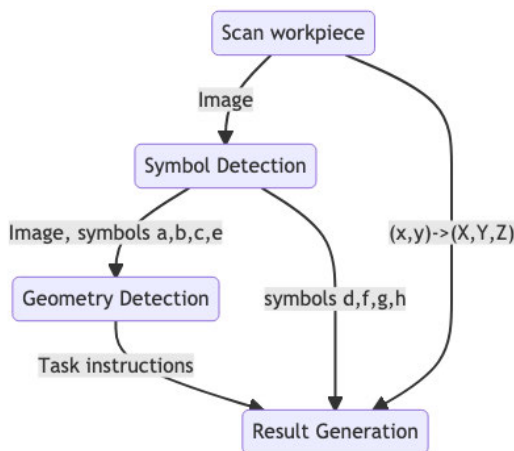 Scan workpiece
Image
Symbol Detection
Image, symbols a,b,c,e
(x,y)->(X,Y,Z)
Geometry Detection
symbols d,f,g,h
Task instructions
Result Generation